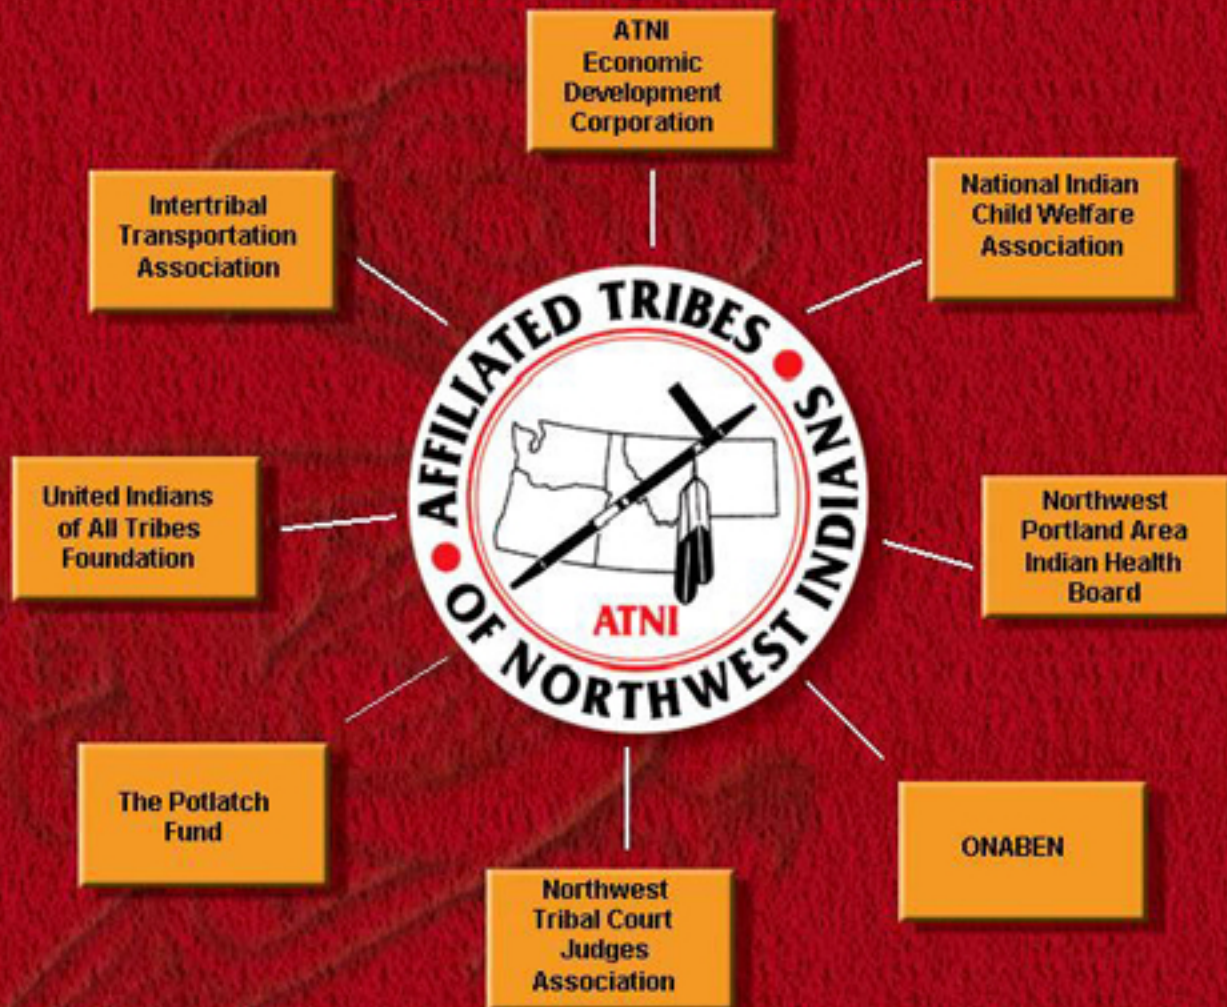 ATNI
Economic
Development
Corporation
National Indian
Child Welfare
Association
Intertribal
Transportation
Association
AFFILIATED TRIBES
OF NORTHWEST INDIANS
ATNI
United Indians
of All Tribes
Foundation
Northwest
Portland Area
Indian Health
Board
The Potlatch
Fund
ONABEN
Northwest
Tribal Court
Judges
Association